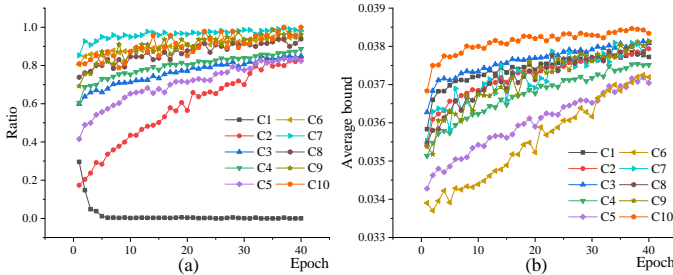 1.0
0.8
0.6
0.4
0.2
0.0
Ratio
C1 C6
C2 C7
C3 C8
C4 C9
C5 C10
0 10 20 30 40
(a) Epoch
0.039
0.038
0.037
0.036
0.035
0.034
0.033
Average bound
C1 C6
C2 C7
C3 C8
C4 C9
C5 C10
0 10 20 30 40
(b) Epoch